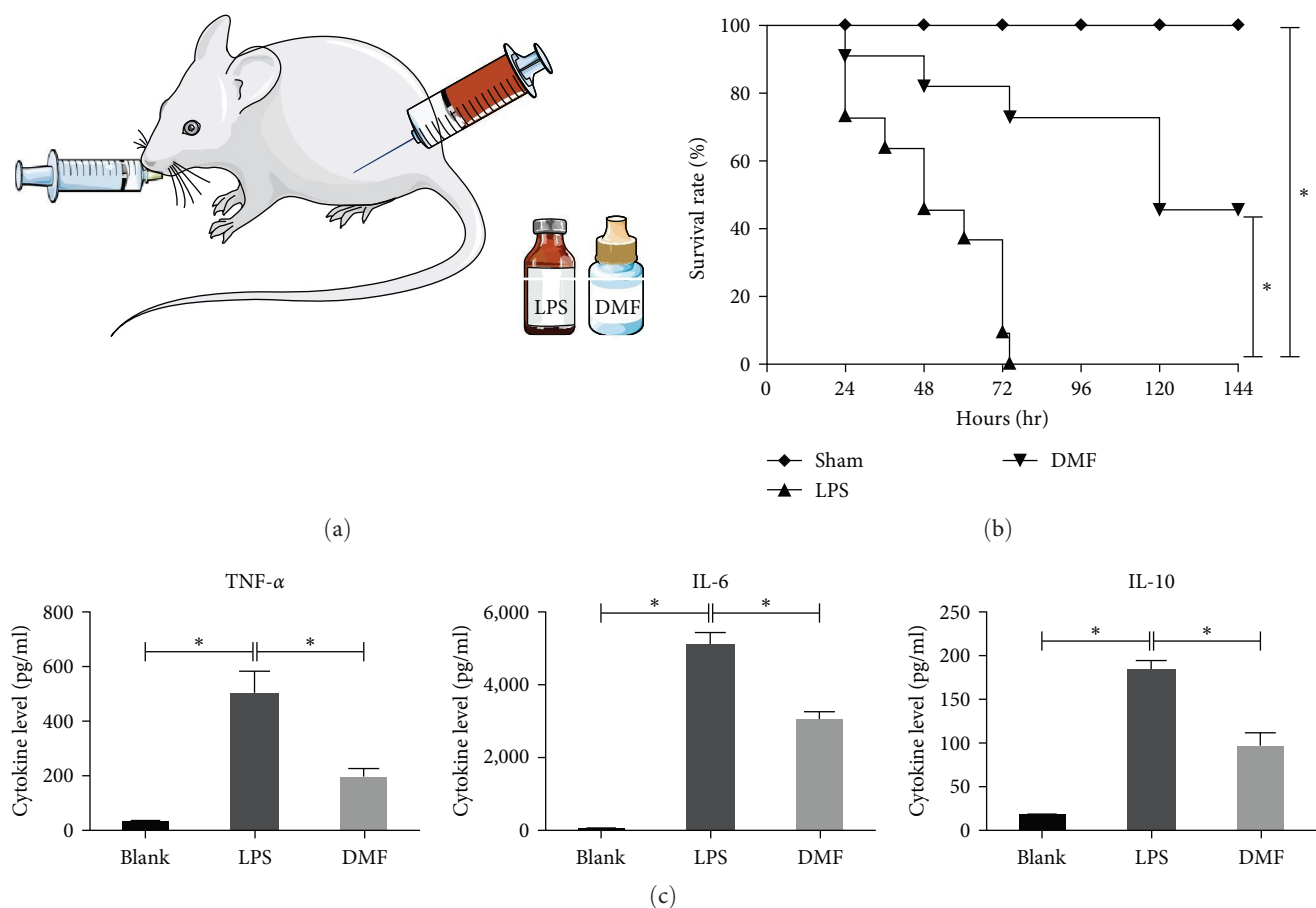 LPS
DMF
(a)
100
80
60
40
20
0
Survival rate (%)
0 24 48 72 96 120 144
Hours (hr)
*
*
Sham
DMF
LPS
(b)
TNF-α
800
600
400
200
0
Cytokine level (pg/ml)
* *
Blank LPS DMF
IL-6
6,000
4,000
2,000
0
Cytokine level (pg/ml)
* *
Blank LPS DMF
IL-10
250
200
150
100
50
0
Cytokine level (pg/ml)
* *
Blank LPS DMF
(c)